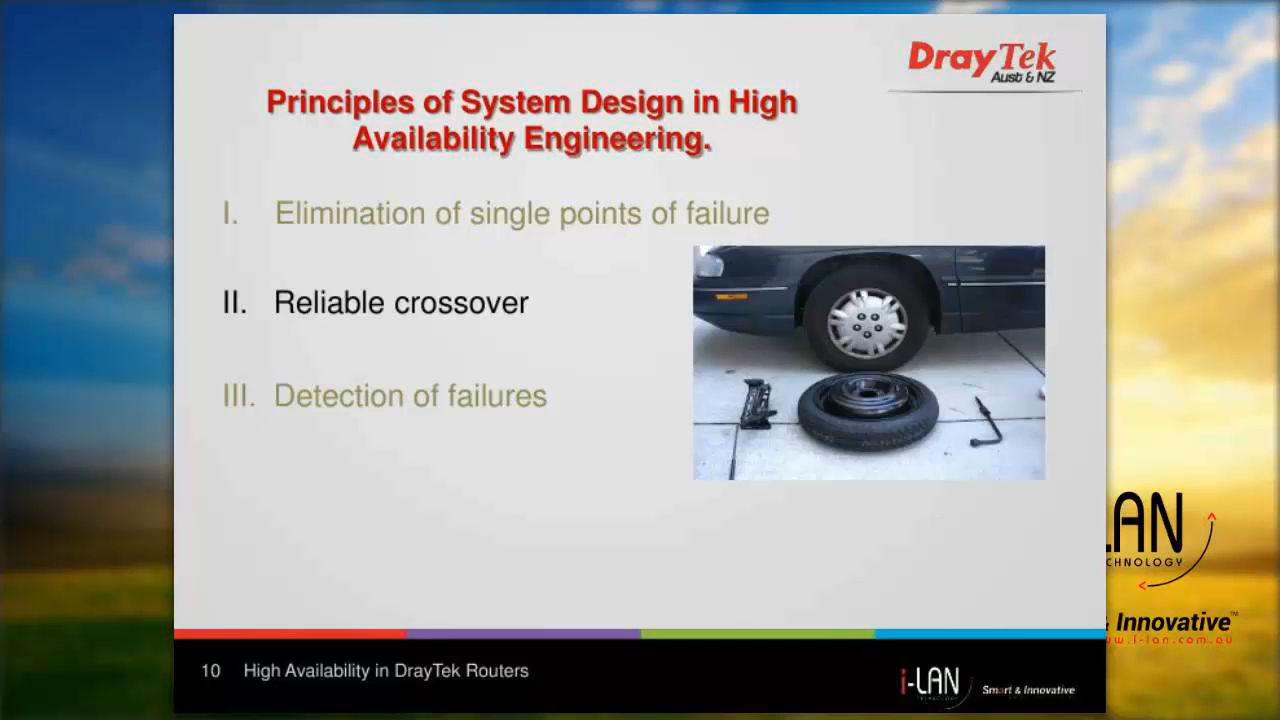 DrayTek
Aust & NZ
Principles of System Design in High
Availability Engineering.
I. Elimination of single points of failure
II. Reliable crossover
III. Detection of failures
LAN
CHNOLOGY
& Innovative™
www.i-lan.com.au
10 High Availability in DrayTek Routers
i-LAN
TECHNOLOGY
Smart & Innovative